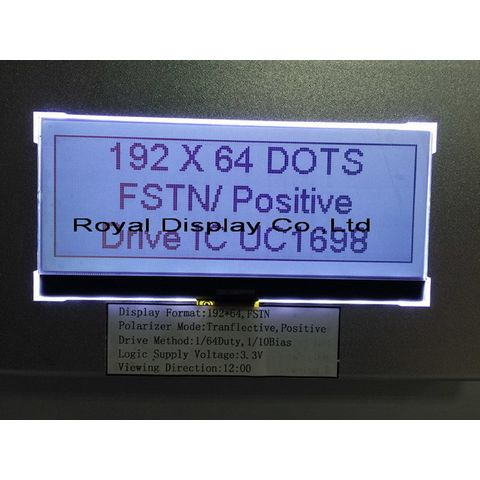 192 X 64 DOTS
FSTN/ Positive
Royal Display Co.,Ltd
Drive IC UC1698
Display Format:192*64,FSTN
Polarizer Mode:Tranflective,Positive
Drive Method:1/64Duty,1/10Bias
Logic Supply Voltage:3.3V
Viewing Direction:12:00